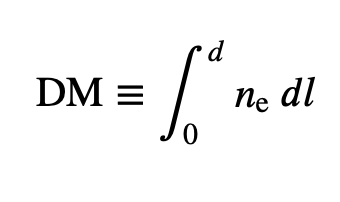 DM ≡ ∫₀ᵈ nₑ dl